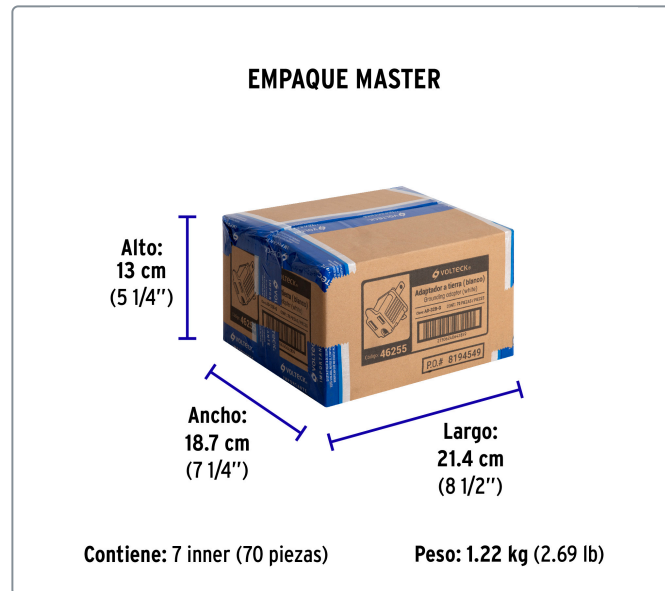 EMPAQUE MASTER
Alto:
13 cm
(5 1/4’’)
VOLTECK
Adaptador a tierra (blanco)
Grounding adapter (white)
Código: 46255
P.O.# 8194549
VOLTECK
Ancho:
18.7 cm
(7 1/4’’)
Largo:
21.4 cm
(8 1/2’’)
Contiene: 7 inner (70 piezas)
Peso: 1.22 kg (2.69 lb)